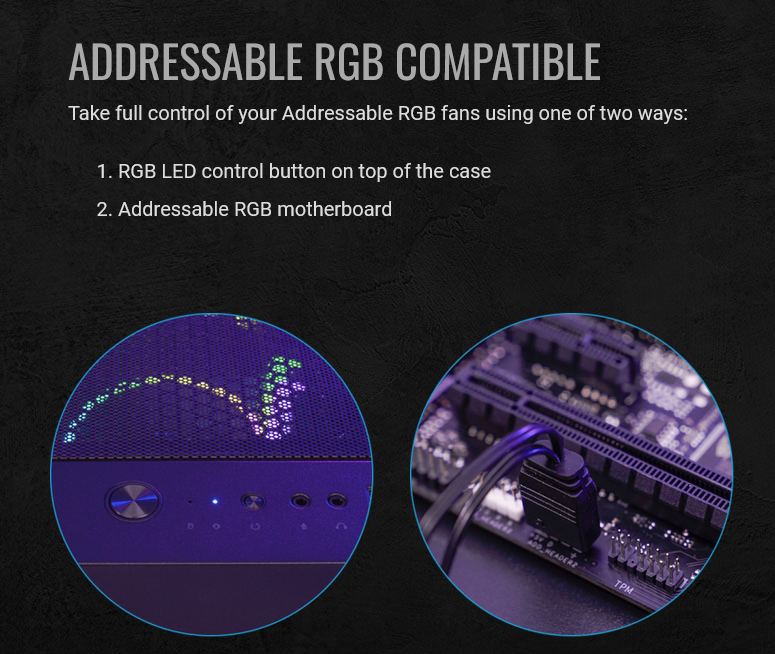 ADDRESSABLE RGB COMPATIBLE
Take full control of your Addressable RGB fans using one of two ways:
1. RGB LED control button on top of the case
2. Addressable RGB motherboard
TPM